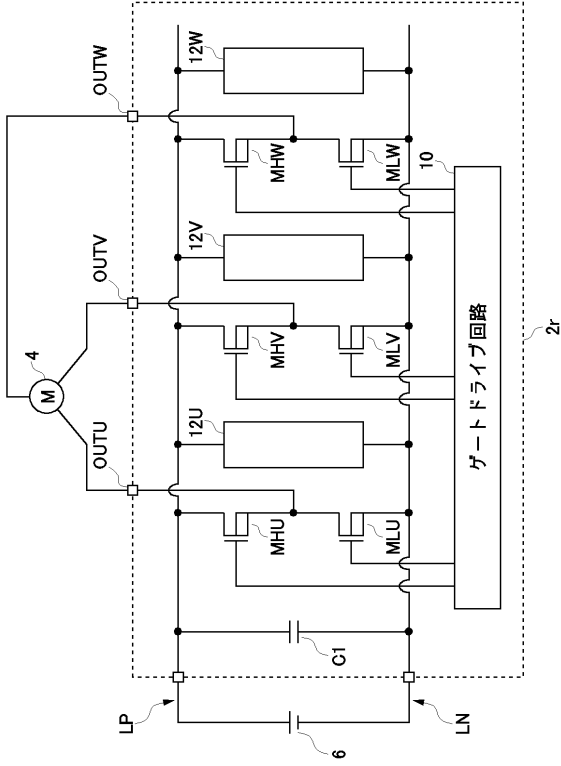 OUTU
OUTV
OUTW
4
M
LP
12U
12V
12W
MHU
MHV
MHW
6
C1
MLU
MLV
MLW
LN
10
ゲートドライブ回路
2r